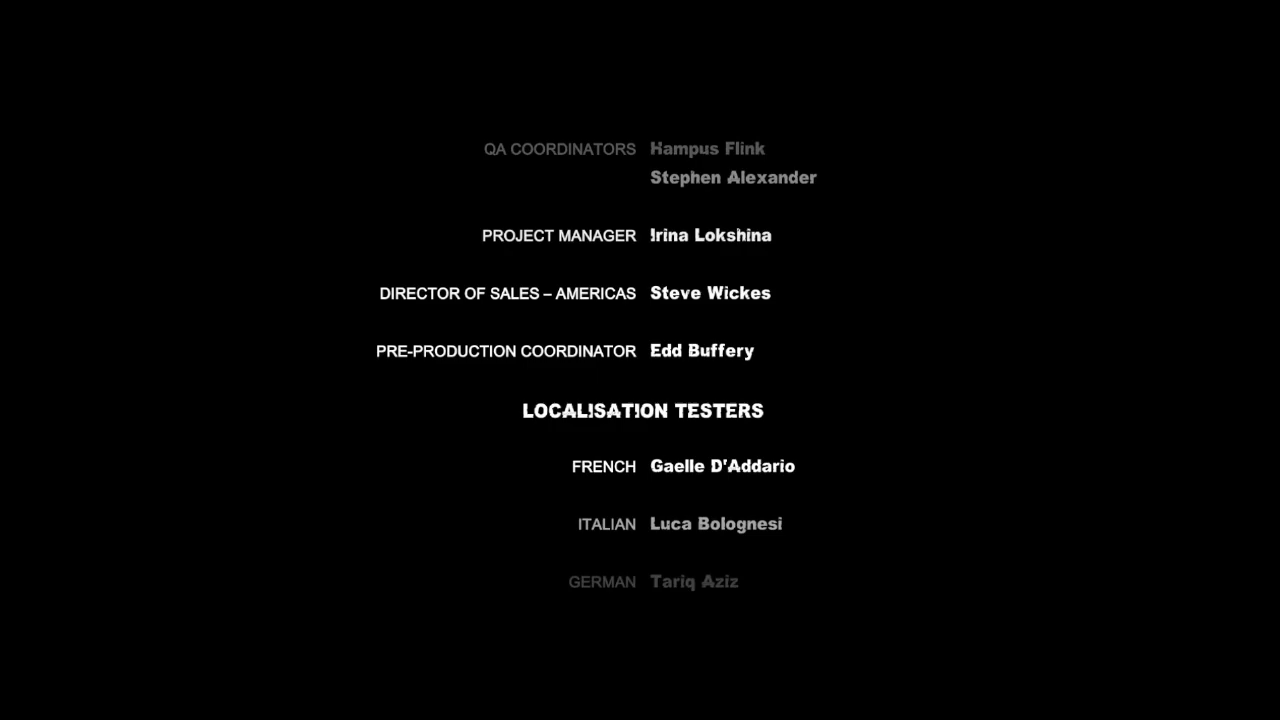 QA COORDINATORS Hampus Flink
Stephen Alexander
PROJECT MANAGER Irina Lokshina
DIRECTOR OF SALES – AMERICAS Steve Wickes
PRE-PRODUCTION COORDINATOR Edd Buffery
LOCALISATION TESTERS
FRENCH Gaelle D'Addario
ITALIAN Luca Bolognesi
GERMAN Tariq Aziz